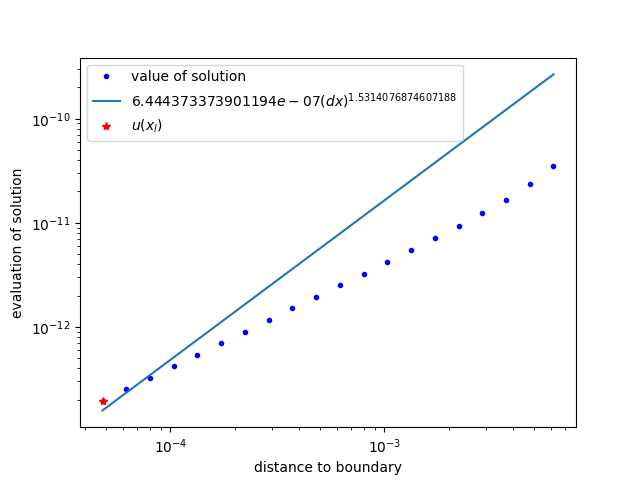 value of solution
6.444373373901194e − 07(dx)^1.5314076874607188
u(x_l)
10^-10
10^-11
10^-12
evaluation of solution
10^-4
10^-3
distance to boundary